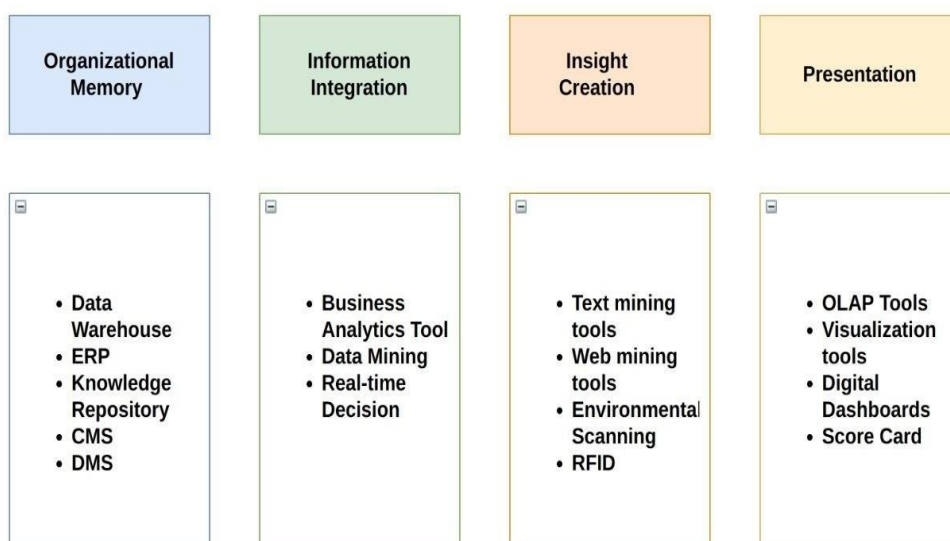 Organizational
Memory
Information
Integration
Insight
Creation
Presentation
• Data
Warehouse
• ERP
• Knowledge
Repository
• CMS
• DMS
• Business
Analytics Tool
• Data Mining
• Real-time
Decision
• Text mining
tools
• Web mining
tools
• Environmental
Scanning
• RFID
• OLAP Tools
• Visualization
tools
• Digital
Dashboards
• Score Card